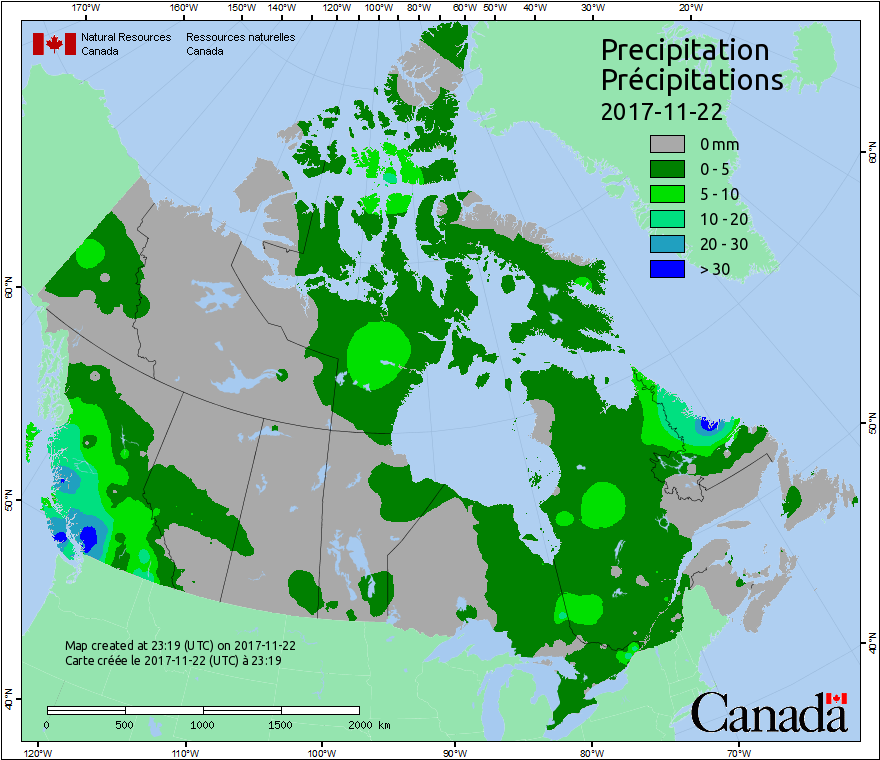 170°W 160°W 150°W 140°W 130°W 120°W 110°W 100°W 90°W 80°W 60°W 50°W 40°W 30°W 20°W
Natural Resources Ressources naturelles
Canada Canada
Precipitation
Précipitations
2017-11-22
0 mm
0 - 5
5 - 10
10 - 20
20 - 30
> 30
60°N
60°N
50°N
50°N
40°N
40°N
Map created at 23:19 (UTC) on 2017-11-22
Carte créée le 2017-11-22 (UTC) à 23:19
0 500 1000 1500 2000 km
Canada
120°W 110°W 100°W 90°W 80°W 70°W